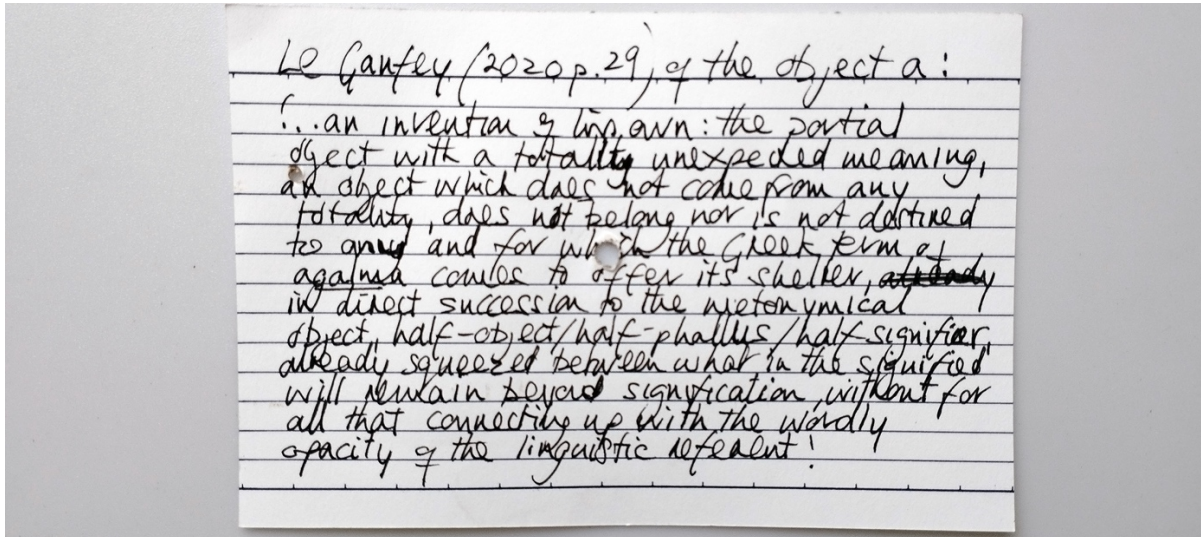 Le Gaufey (2020 p.29), of the object a:
'...an invention of his own: the partial
object with a totally unexpected meaning,
an object which does not come from any
totality, does not belong nor is not destined
to any and for which the Greek term of
agalma comes to offer its shelter, already
in direct succession to the metonymical
object, half-object/half-phallus/half-signifier,
already squeezed between what in the signified
will remain beyond signification, without for
all that connecting up with the wordly
opacity of the linguistic referent'